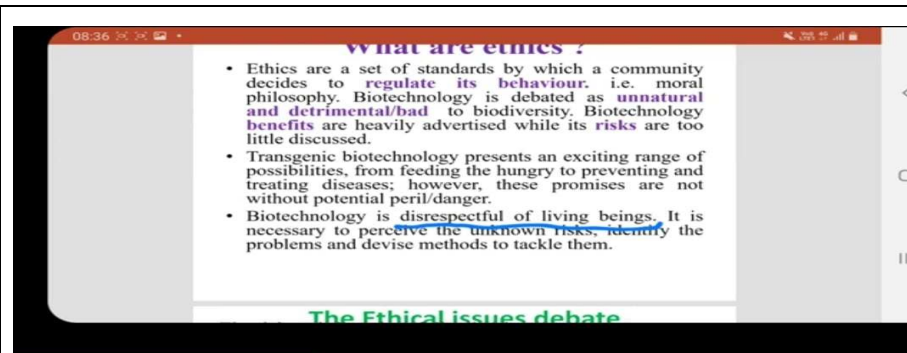 08:36
What are ethics ?
• Ethics are a set of standards by which a community
decides to regulate its behaviour. i.e. moral
philosophy. Biotechnology is debated as unnatural
and detrimental/bad to biodiversity. Biotechnology
benefits are heavily advertised while its risks are too
little discussed.
• Transgenic biotechnology presents an exciting range of
possibilities, from feeding the hungry to preventing and
treating diseases; however, these promises are not
without potential peril/danger.
• Biotechnology is disrespectful of living beings. It is
necessary to perceive the unknown risks, identify the
problems and devise methods to tackle them.
The Ethical issues debate